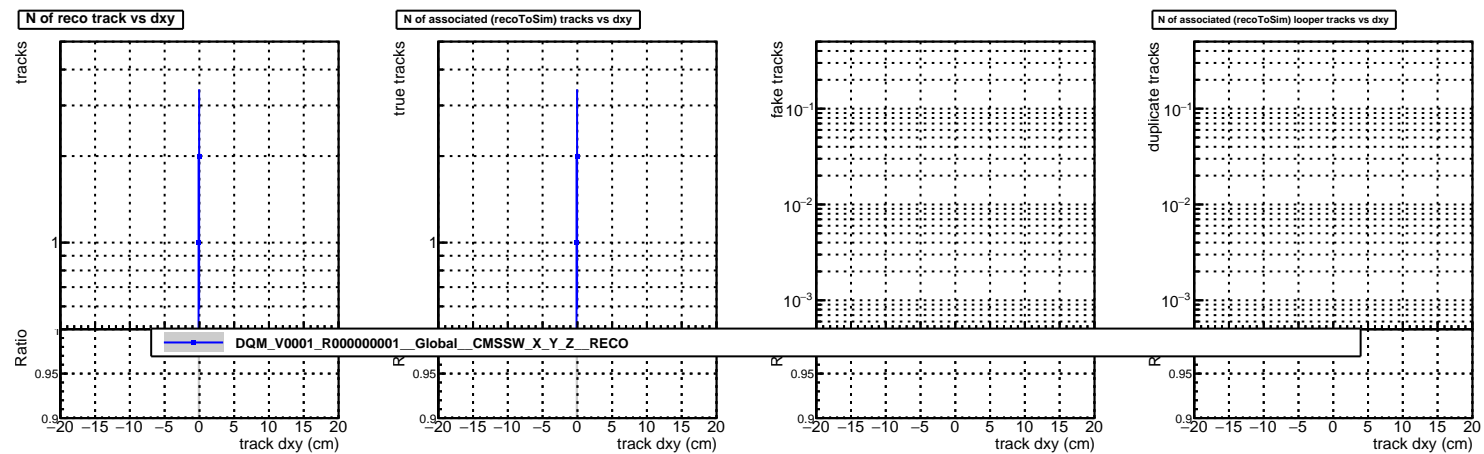 N of reco track vs dxy
tracks
1
Ratio
0.95
0.9
−20 −15 −10 −5 0 5 10 15 20
track dxy (cm)
N of associated (recoToSim) tracks vs dxy
true tracks
1
0.95
0.9
−20 −15 −10 −5 0 5 10 15 20
track dxy (cm)
fake tracks
10−1
10−2
10−3
0.95
0.9
−20 −15 −10 −5 0 5 10 15 20
track dxy (cm)
N of associated (recoToSim) looper tracks vs dxy
duplicate tracks
10−1
10−2
10−3
0.95
0.9
−20 −15 −10 −5 0 5 10 15 20
track dxy (cm)
DQM_V0001_R000000001__Global__CMSSW_X_Y_Z__RECO